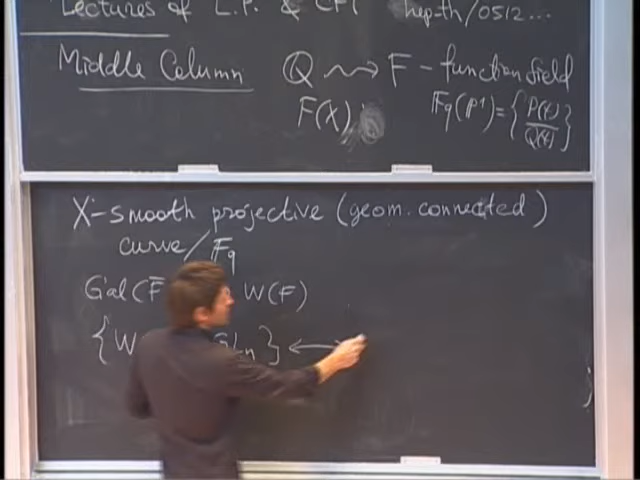 Lectures of L.P. & CFT hep-th/0512...
Middle Column Q ⇝ F - function field
F(X), Fq(P¹) = { P(t)/Q(t) }
X - smooth projective (geom. connected)
curve / Fq
Gal(F̄ W(F)
{ W GLn } ⟷
}